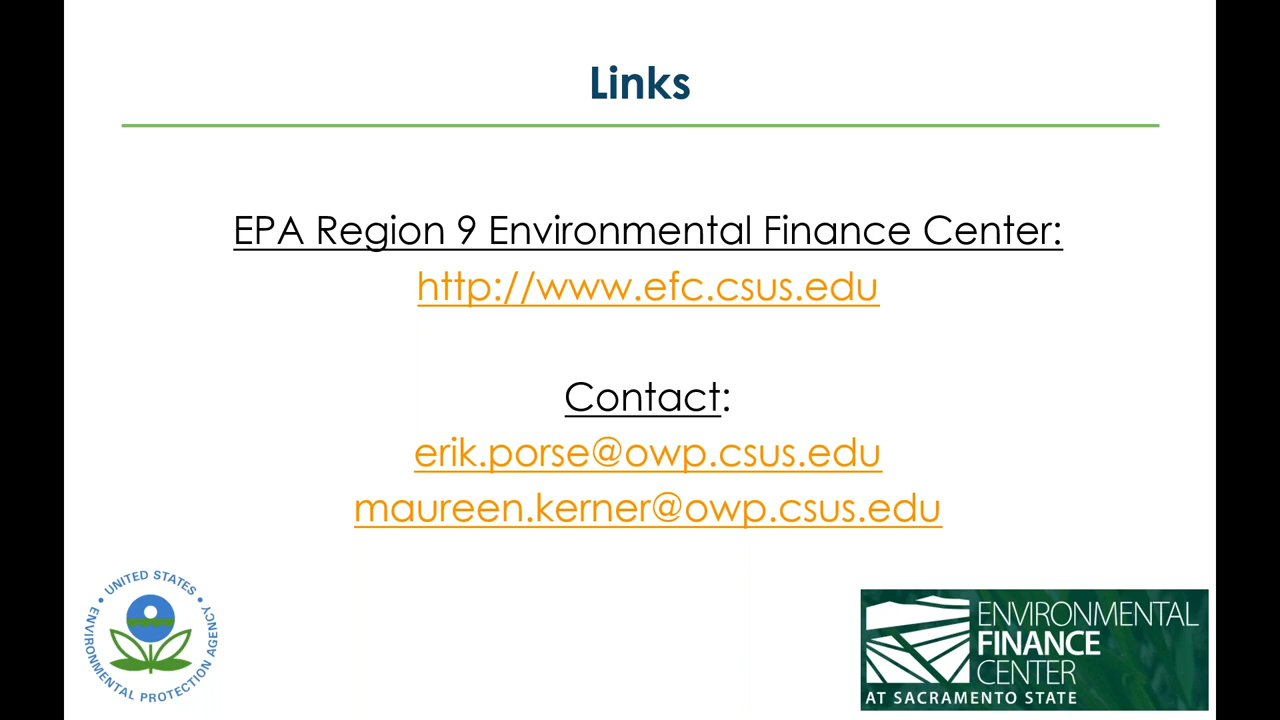 Links
EPA Region 9 Environmental Finance Center:
http://www.efc.csus.edu
Contact:
erik.porse@owp.csus.edu
maureen.kerner@owp.csus.edu
UNITED STATES
ENVIRONMENTAL PROTECTION AGENCY
ENVIRONMENTAL
FINANCE
CENTER
AT SACRAMENTO STATE